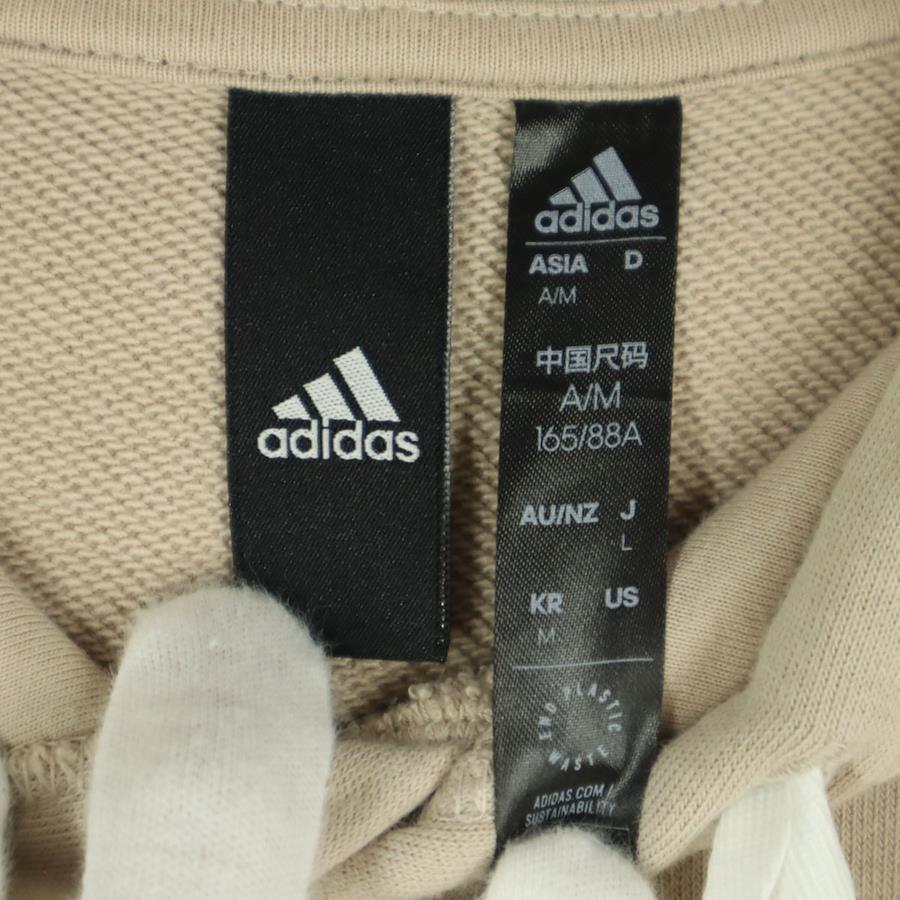 adidas
adidas
ASIA D
A/M
中国尺码
A/M
165/88A
AU/NZ J
L
KR US
M
END PLASTIC WASTE
ADIDAS.COM/
SUSTAINABILITY